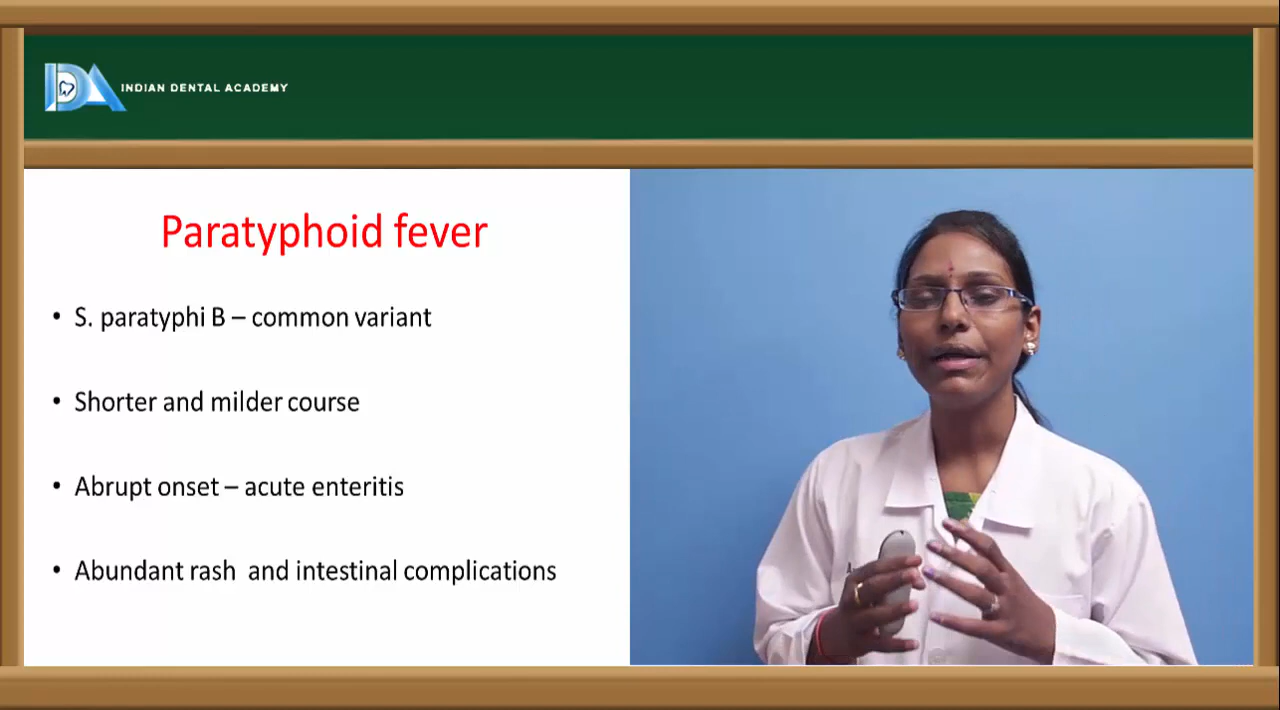 IDA
INDIAN DENTAL ACADEMY
Paratyphoid fever
• S. paratyphi B – common variant
• Shorter and milder course
• Abrupt onset – acute enteritis
• Abundant rash and intestinal complications